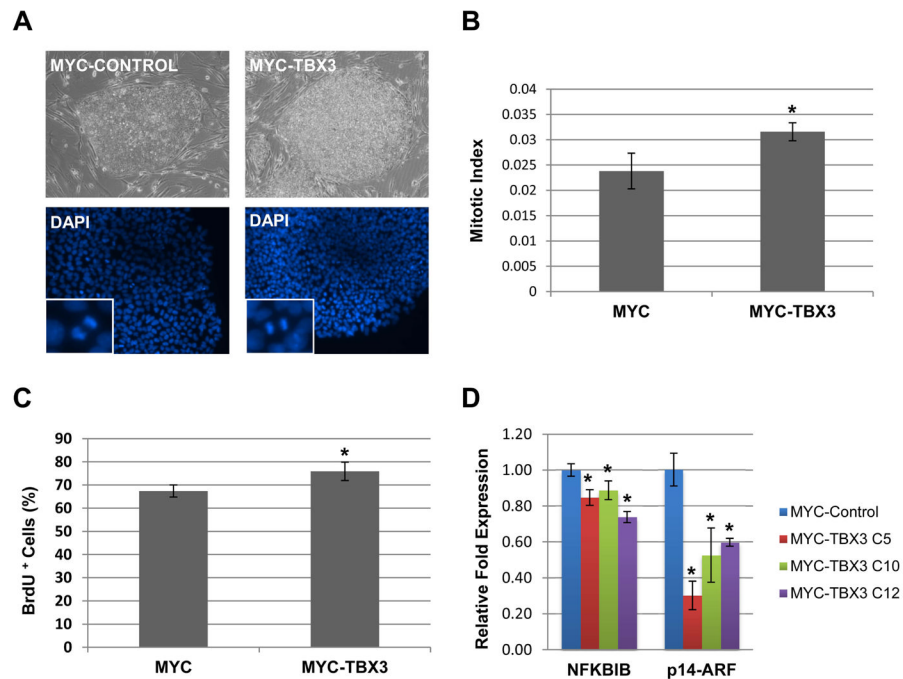 A
MYC-CONTROL
MYC-TBX3
DAPI
DAPI
B
Mitotic Index
0.04
0.035
0.03
0.025
0.02
0.015
0.01
0.005
0
*
MYC
MYC-TBX3
C
BrdU + Cells (%)
90
80
70
60
50
40
30
20
10
0
*
MYC
MYC-TBX3
D
Relative Fold Expression
1.20
1.00
0.80
0.60
0.40
0.20
0.00
* * *
* * *
NFKBIB
p14-ARF
MYC-Control
MYC-TBX3 C5
MYC-TBX3 C10
MYC-TBX3 C12